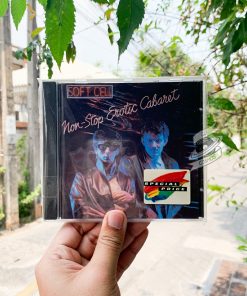 SOFT CELL
Non-Stop Erotic Cabaret
SPECIAL
PRICE